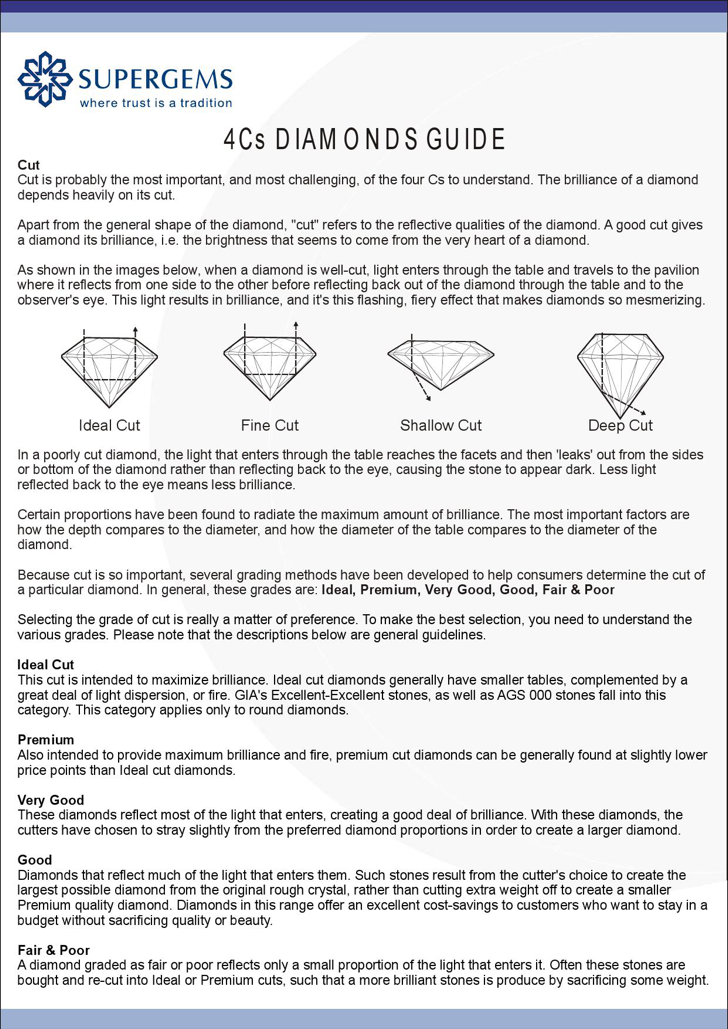 SUPERGEMS
where trust is a tradition
4Cs DIAMONDS GUIDE
Cut
Cut is probably the most important, and most challenging, of the four Cs to understand. The brilliance of a diamond
depends heavily on its cut.
Apart from the general shape of the diamond, "cut" refers to the reflective qualities of the diamond. A good cut gives
a diamond its brilliance, i.e. the brightness that seems to come from the very heart of a diamond.
As shown in the images below, when a diamond is well-cut, light enters through the table and travels to the pavilion
where it reflects from one side to the other before reflecting back out of the diamond through the table and to the
observer's eye. This light results in brilliance, and it's this flashing, fiery effect that makes diamonds so mesmerizing.
Ideal Cut Fine Cut Shallow Cut Deep Cut
In a poorly cut diamond, the light that enters through the table reaches the facets and then 'leaks' out from the sides
or bottom of the diamond rather than reflecting back to the eye, causing the stone to appear dark. Less light
reflected back to the eye means less brilliance.
Certain proportions have been found to radiate the maximum amount of brilliance. The most important factors are
how the depth compares to the diameter, and how the diameter of the table compares to the diameter of the
diamond.
Because cut is so important, several grading methods have been developed to help consumers determine the cut of
a particular diamond. In general, these grades are: Ideal, Premium, Very Good, Good, Fair & Poor
Selecting the grade of cut is really a matter of preference. To make the best selection, you need to understand the
various grades. Please note that the descriptions below are general guidelines.
Ideal Cut
This cut is intended to maximize brilliance. Ideal cut diamonds generally have smaller tables, complemented by a
great deal of light dispersion, or fire. GIA's Excellent-Excellent stones, as well as AGS 000 stones fall into this
category. This category applies only to round diamonds.
Premium
Also intended to provide maximum brilliance and fire, premium cut diamonds can be generally found at slightly lower
price points than Ideal cut diamonds.
Very Good
These diamonds reflect most of the light that enters, creating a good deal of brilliance. With these diamonds, the
cutters have chosen to stray slightly from the preferred diamond proportions in order to create a larger diamond.
Good
Diamonds that reflect much of the light that enters them. Such stones result from the cutter's choice to create the
largest possible diamond from the original rough crystal, rather than cutting extra weight off to create a smaller
Premium quality diamond. Diamonds in this range offer an excellent cost-savings to customers who want to stay in a
budget without sacrificing quality or beauty.
Fair & Poor
A diamond graded as fair or poor reflects only a small proportion of the light that enters it. Often these stones are
bought and re-cut into Ideal or Premium cuts, such that a more brilliant stones is produce by sacrificing some weight.